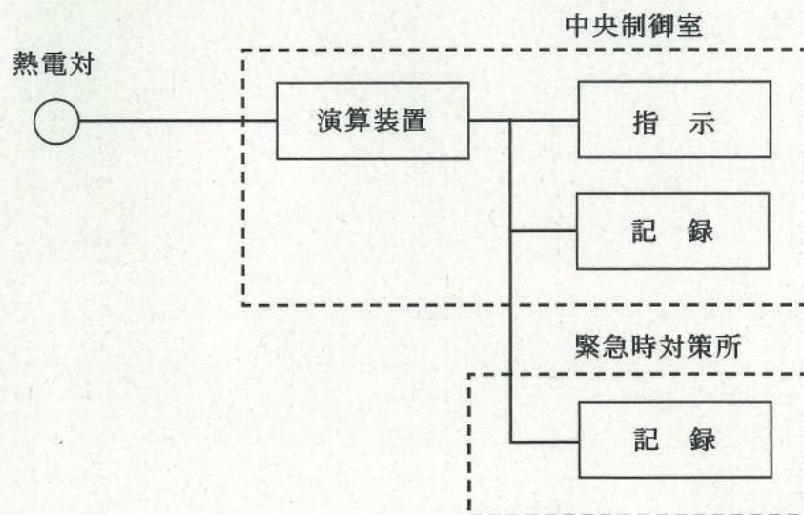 中央制御室
熱電対
演算装置
指 示
記 録
緊急時対策所
記 録